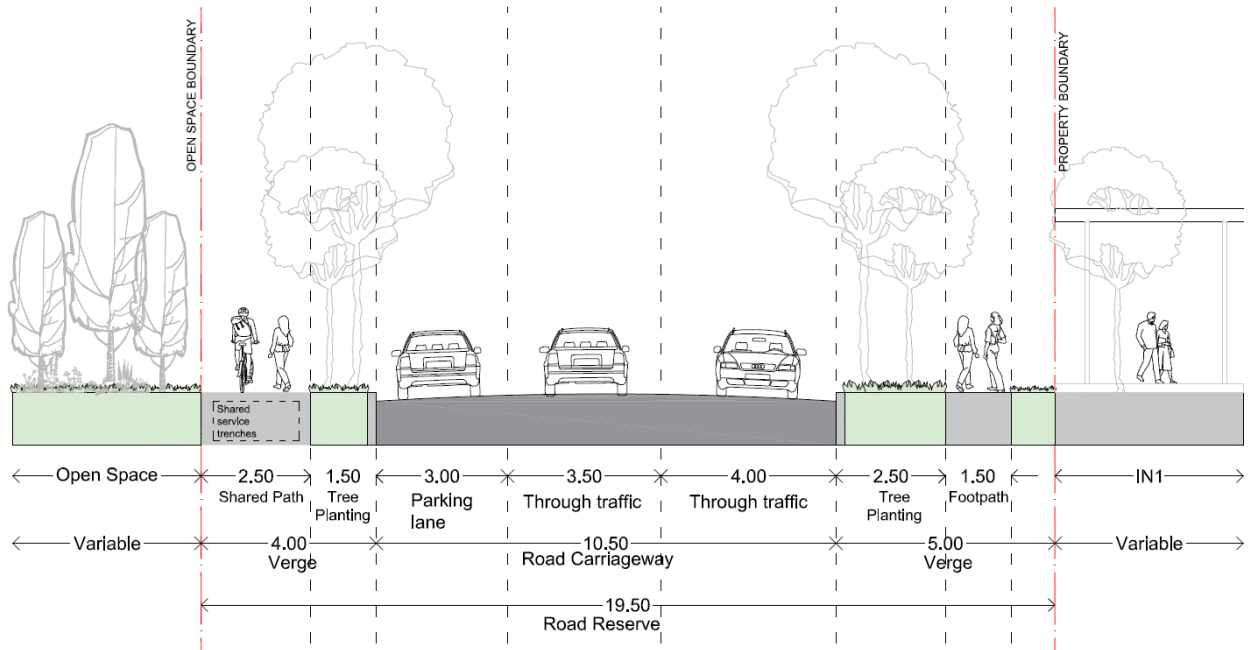 OPEN SPACE BOUNDARY
PROPERTY BOUNDARY
Shared
service
trenches
Open Space
2.50
Shared Path
1.50
Tree
Planting
3.00
Parking
lane
3.50
Through traffic
4.00
Through traffic
2.50
Tree
Planting
1.50
Footpath
IN1
Variable
4.00
Verge
10.50
Road Carriageway
5.00
Verge
Variable
19.50
Road Reserve